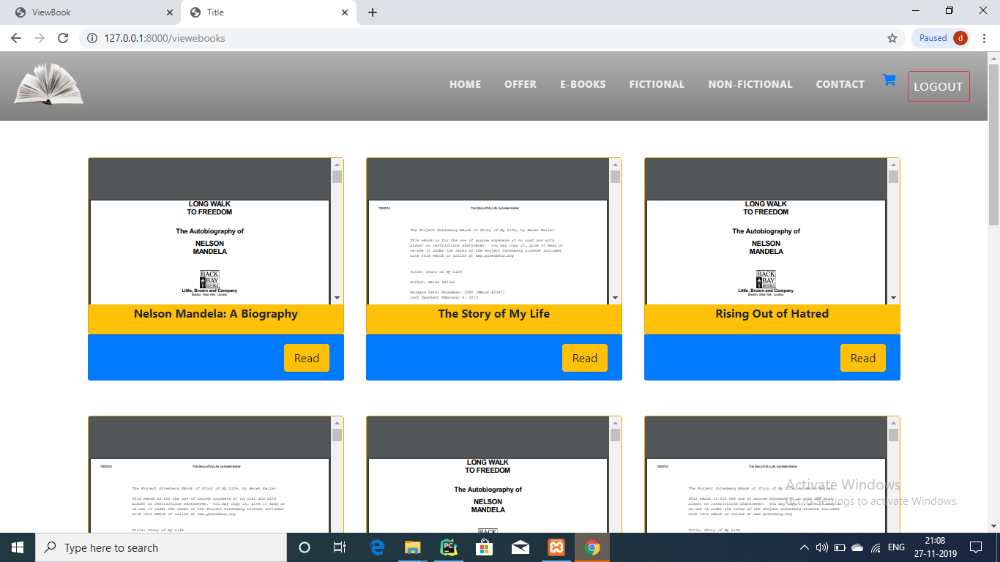 ViewBook
Title
127.0.0.1:8000/viewebooks
Paused
d
HOME
OFFER
E-BOOKS
FICTIONAL
NON-FICTIONAL
CONTACT
LOGOUT
LONG WALK
TO FREEDOM
The Autobiography of
NELSON
MANDELA
BACK
BAY
BOOKS
Little, Brown and Company
Boston New York London
Nelson Mandela: A Biography
Read
7/9/2014
The Story of My Life, by Helen Keller
The Project Gutenberg EBook of Story of My Life, by Helen Keller
This eBook is for the use of anyone anywhere at no cost and with
almost no restrictions whatsoever. You may copy it, give it away or
re-use it under the terms of the Project Gutenberg License included
with this eBook or online at www.gutenberg.org
Title: Story of My Life
Author: Helen Keller
Release Date: November, 2000 [EBook #2397]
Last Updated: February 4, 2013
The Story of My Life
Read
LONG WALK
TO FREEDOM
The Autobiography of
NELSON
MANDELA
BACK
BAY
BOOKS
Little, Brown and Company
Boston New York London
Rising Out of Hatred
Read
7/9/2014
The Story of My Life, by Helen Keller
The Project Gutenberg EBook of Story of My Life, by Helen Keller
This eBook is for the use of anyone anywhere at no cost and with
almost no restrictions whatsoever. You may copy it, give it away or
re-use it under the terms of the Project Gutenberg License included
with this eBook or online at www.gutenberg.org
Title: Story of My Life
LONG WALK
TO FREEDOM
The Autobiography of
NELSON
MANDELA
BACK
7/9/2014
The Story of My Life, by Helen Keller
The Project Gutenberg EBook of Story of My Life, by Helen Keller
This eBook is for the use of anyone anywhere at no cost and with
almost no restrictions whatsoever. You may copy it, give it away or
re-use it under the terms of the Project Gutenberg License included
with this eBook or online at www.gutenberg.org
Title: Story of My Life
Activate Windows
Go to Settings to activate Windows.
Type here to search
PC
ENG
21:08
27-11-2019